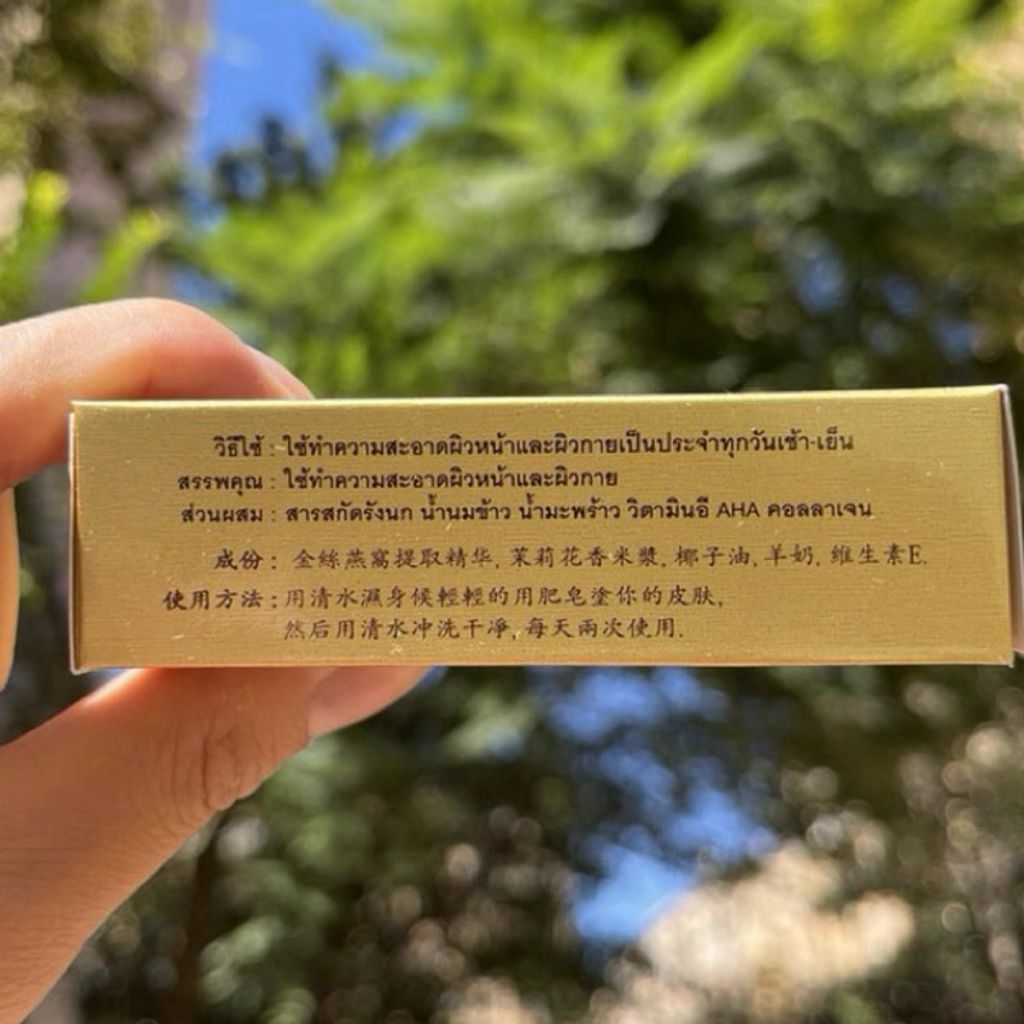 วิธีใช้ : ใช้ทำความสะอาดผิวหน้าและผิวกายเป็นประจำทุกวันเช้า-เย็น
สรรพคุณ : ใช้ทำความสะอาดผิวหน้าและผิวกาย
ส่วนผสม : สารสกัดรังนก น้ำนมข้าว น้ำมะพร้าว วิตามินอี AHA คอลลาเจน
成份: 金絲燕窩提取精华, 茉莉花香米漿, 椰子油, 羊奶, 维生素E.
使用方法: 用清水濕身候輕輕的用肥皂塗你的皮肤,
然后用清水冲洗干凈, 每天兩次使用.